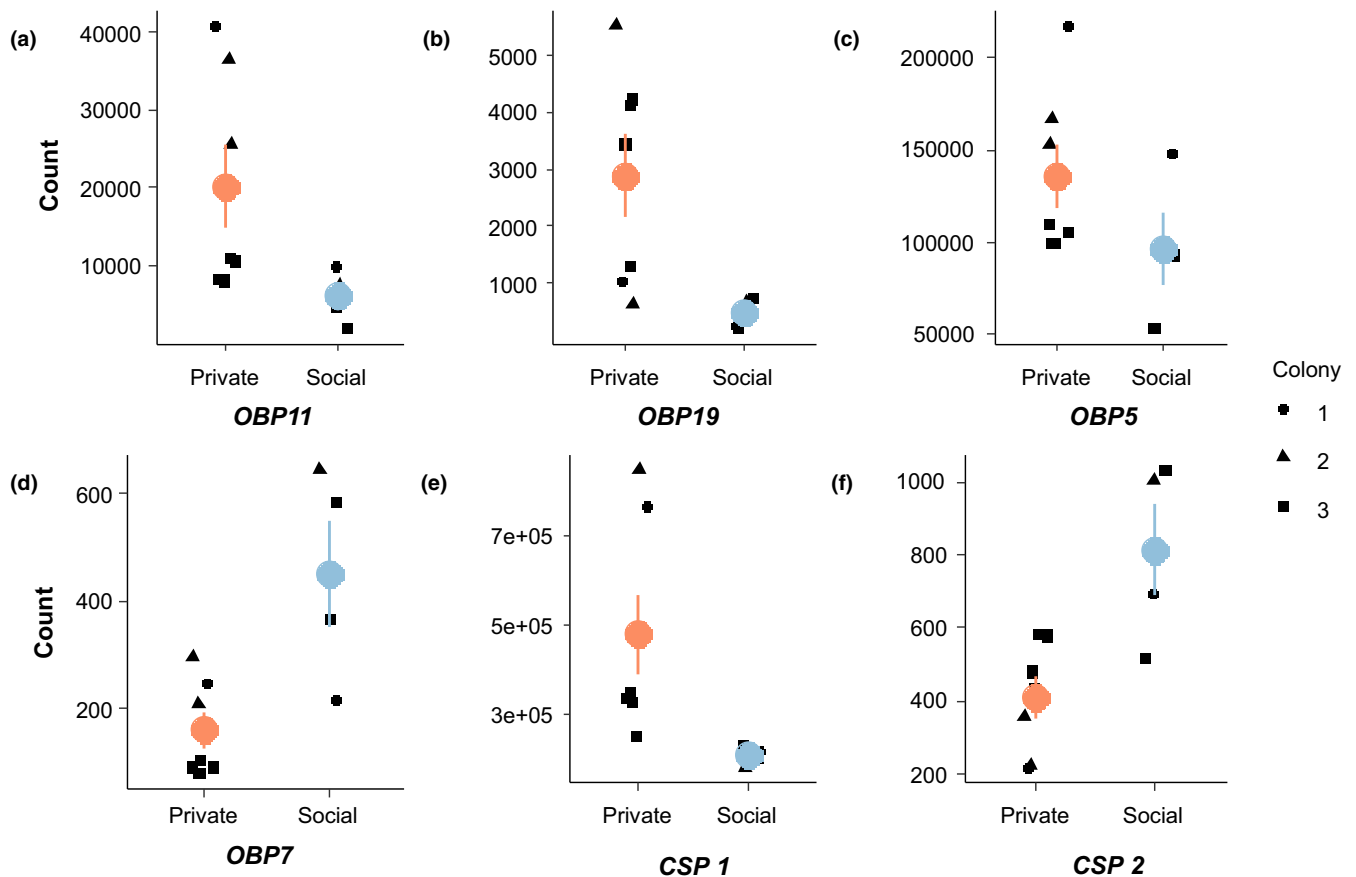 (a)
Count
40000
30000
20000
10000
Private Social
OBP11
(b)
5000
4000
3000
2000
1000
Private Social
OBP19
(c)
200000
150000
100000
50000
Private Social
OBP5
Colony
1
2
3
(d)
Count
600
400
200
Private Social
OBP7
(e)
7e+05
5e+05
3e+05
Private Social
CSP 1
(f)
1000
800
600
400
200
Private Social
CSP 2